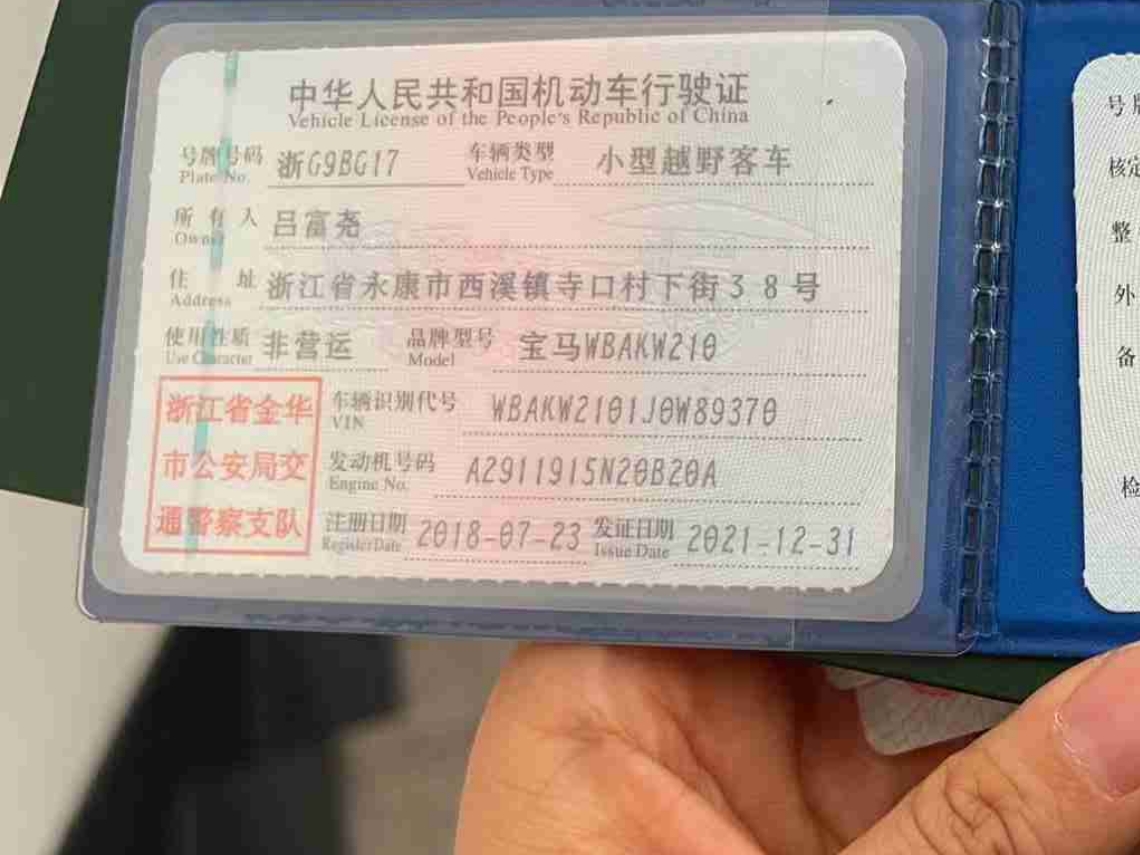 中华人民共和国机动车行驶证
Vehicle License of the People's Republic of China
号牌号码 浙G9BG17 车辆类型 小型越野客车
Plate No. Vehicle Type
所有人 吕富尧
Owner
住址 浙江省永康市西溪镇寺口村下街38号
Address
使用性质 非营运 品牌型号 宝马WBAKW210
Use Character Model
浙江省金华 车辆识别代号 WBAKW2101J0W89370
VIN
市公安局交 发动机号码 A2911915N20B20A
Engine No.
通警察支队 注册日期 2018-07-23 发证日期 2021-12-31
Register Date Issue Date
号牌
核定
整
外
备
检